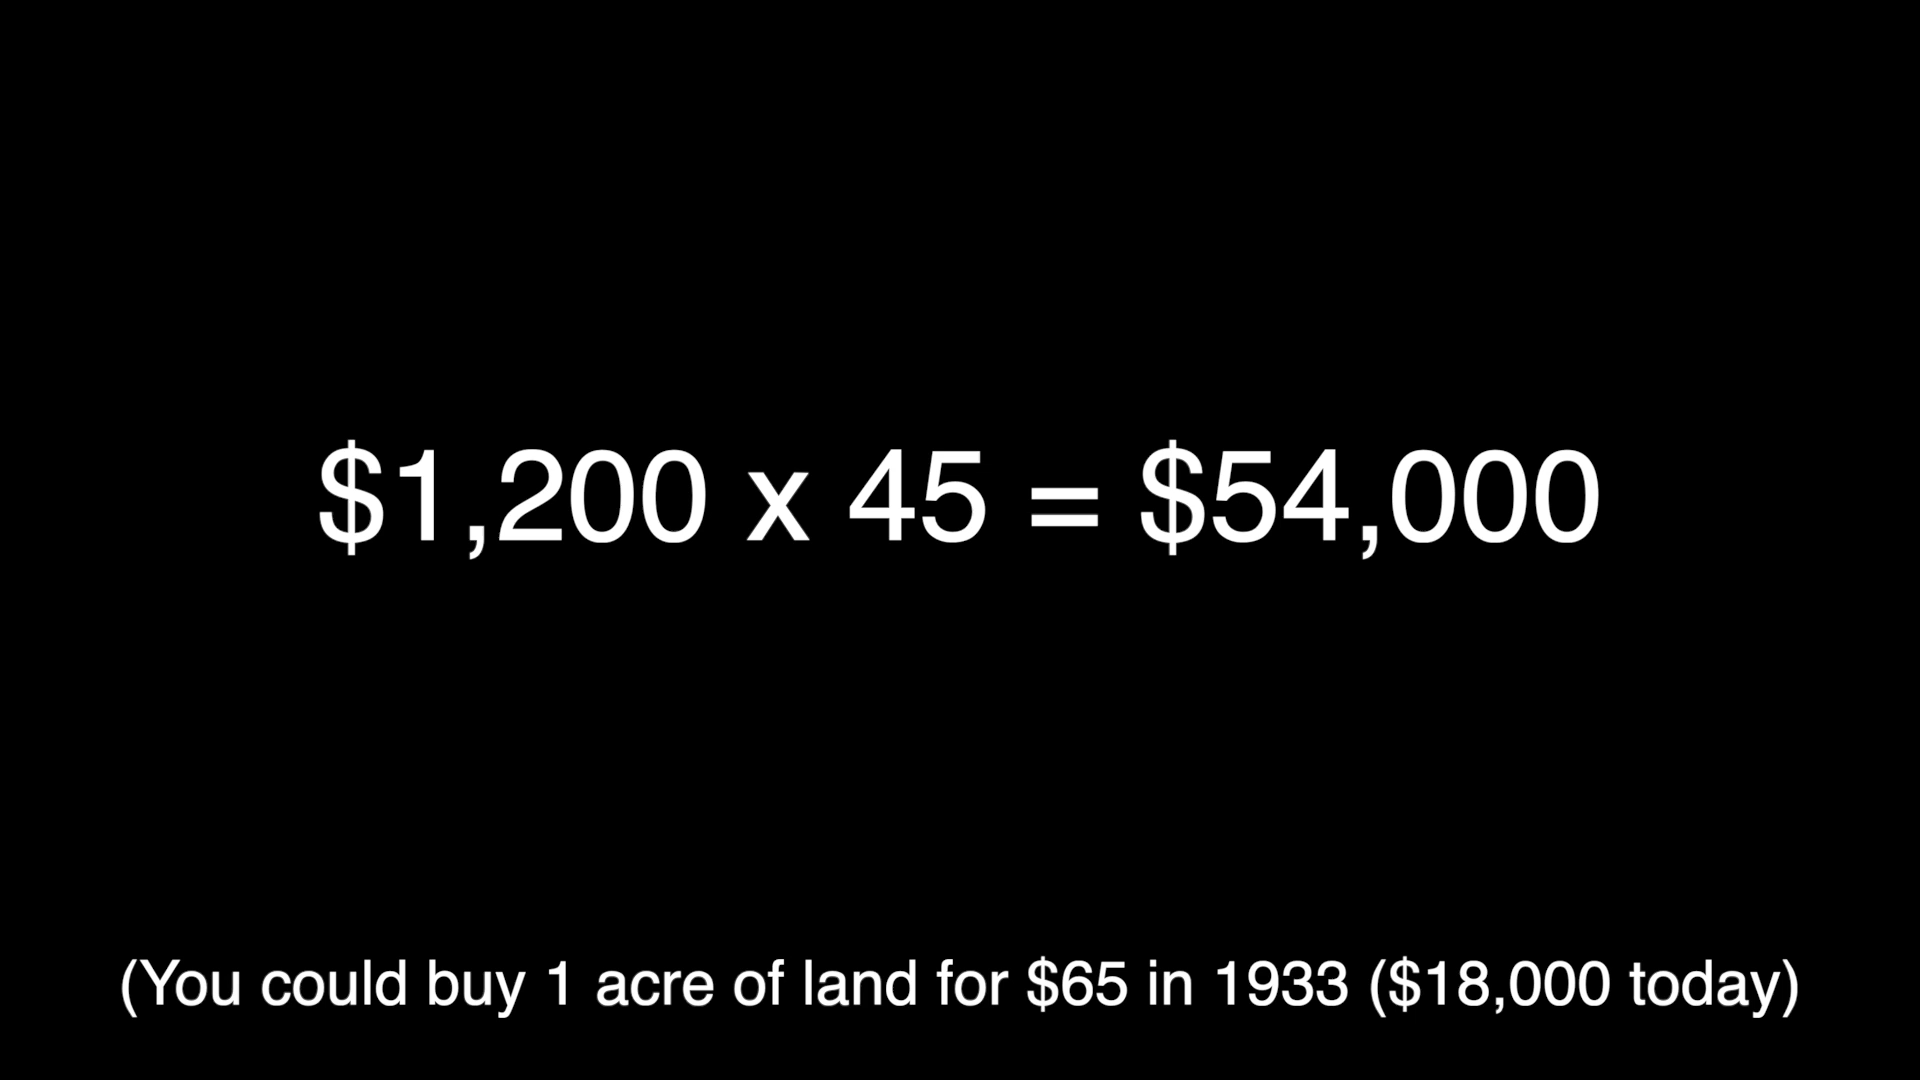 $1,200 x 45 = $54,000
(You could buy 1 acre of land for $65 in 1933 ($18,000 today)